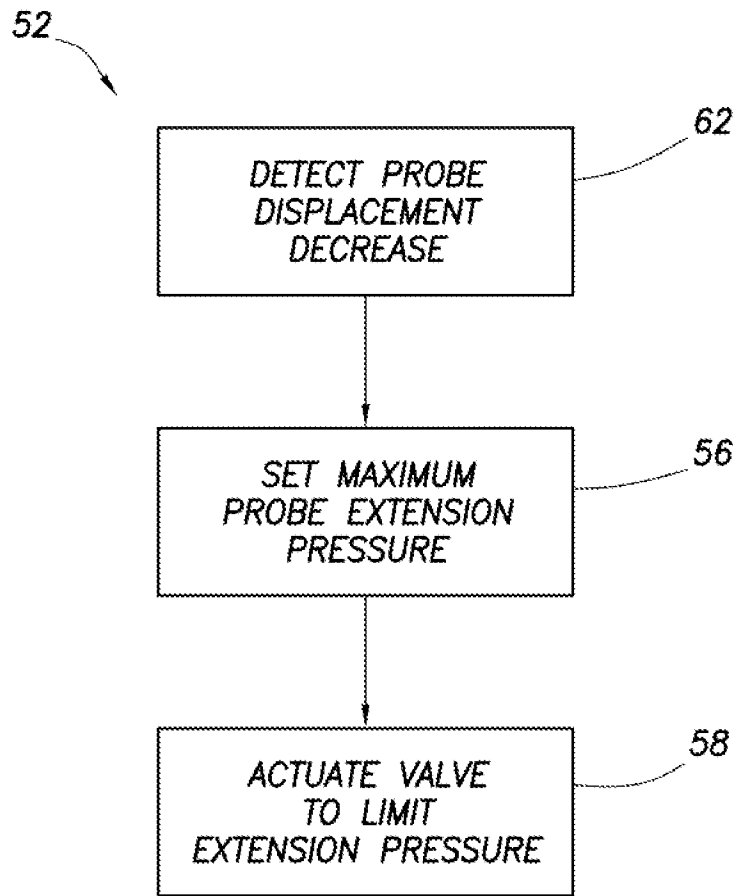 52
62
DETECT PROBE
DISPLACEMENT
DECREASE
56
SET MAXIMUM
PROBE EXTENSION
PRESSURE
58
ACTUATE VALVE
TO LIMIT
EXTENSION PRESSURE